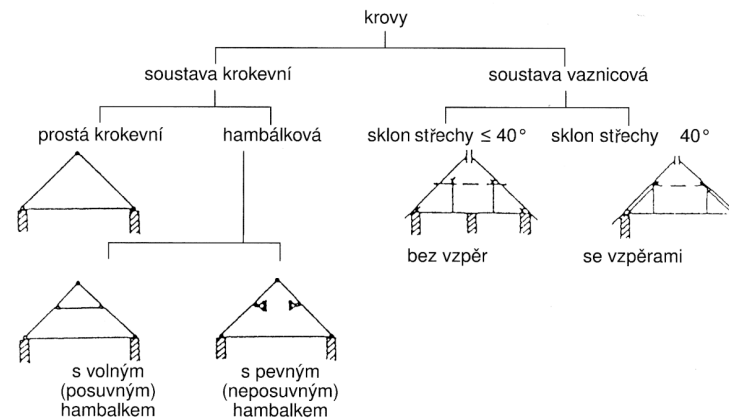 krovy
soustava krokevní
soustava vaznicová
prostá krokevní
hambálková
sklon střechy ≤ 40°
sklon střechy 40°
bez vzpěr
se vzpěrami
s volným
(posuvným)
hambalkem
s pevným
(neposuvným)
hambalkem